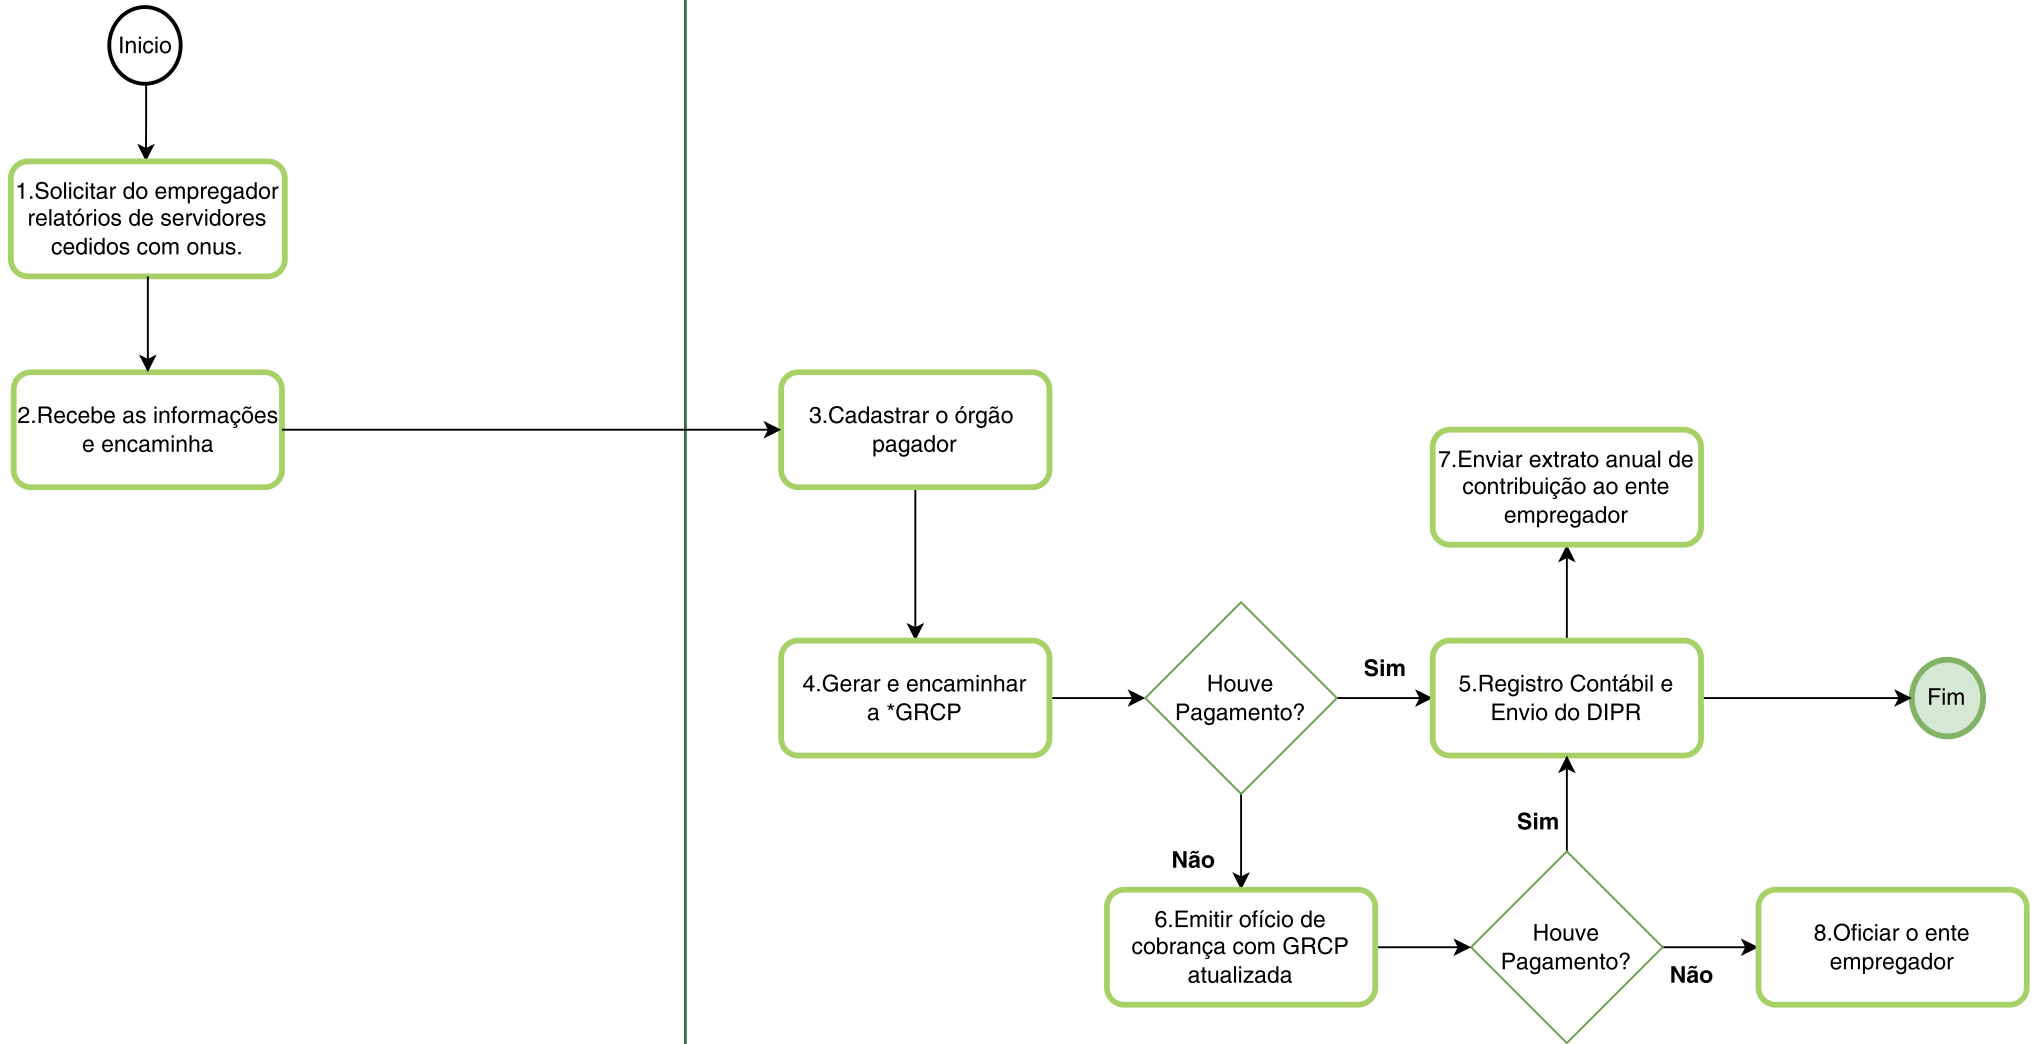 Inicio
1.Solicitar do empregador
relatórios de servidores
cedidos com onus.
2.Recebe as informações
e encaminha
3.Cadastrar o órgão
pagador
4.Gerar e encaminhar
a *GRCP
Houve
Pagamento?
Sim
Não
5.Registro Contábil e
Envio do DIPR
7.Enviar extrato anual de
contribuição ao ente
empregador
Fim
6.Emitir ofício de
cobrança com GRCP
atualizada
Houve
Pagamento?
Sim
Não
8.Oficiar o ente
empregador